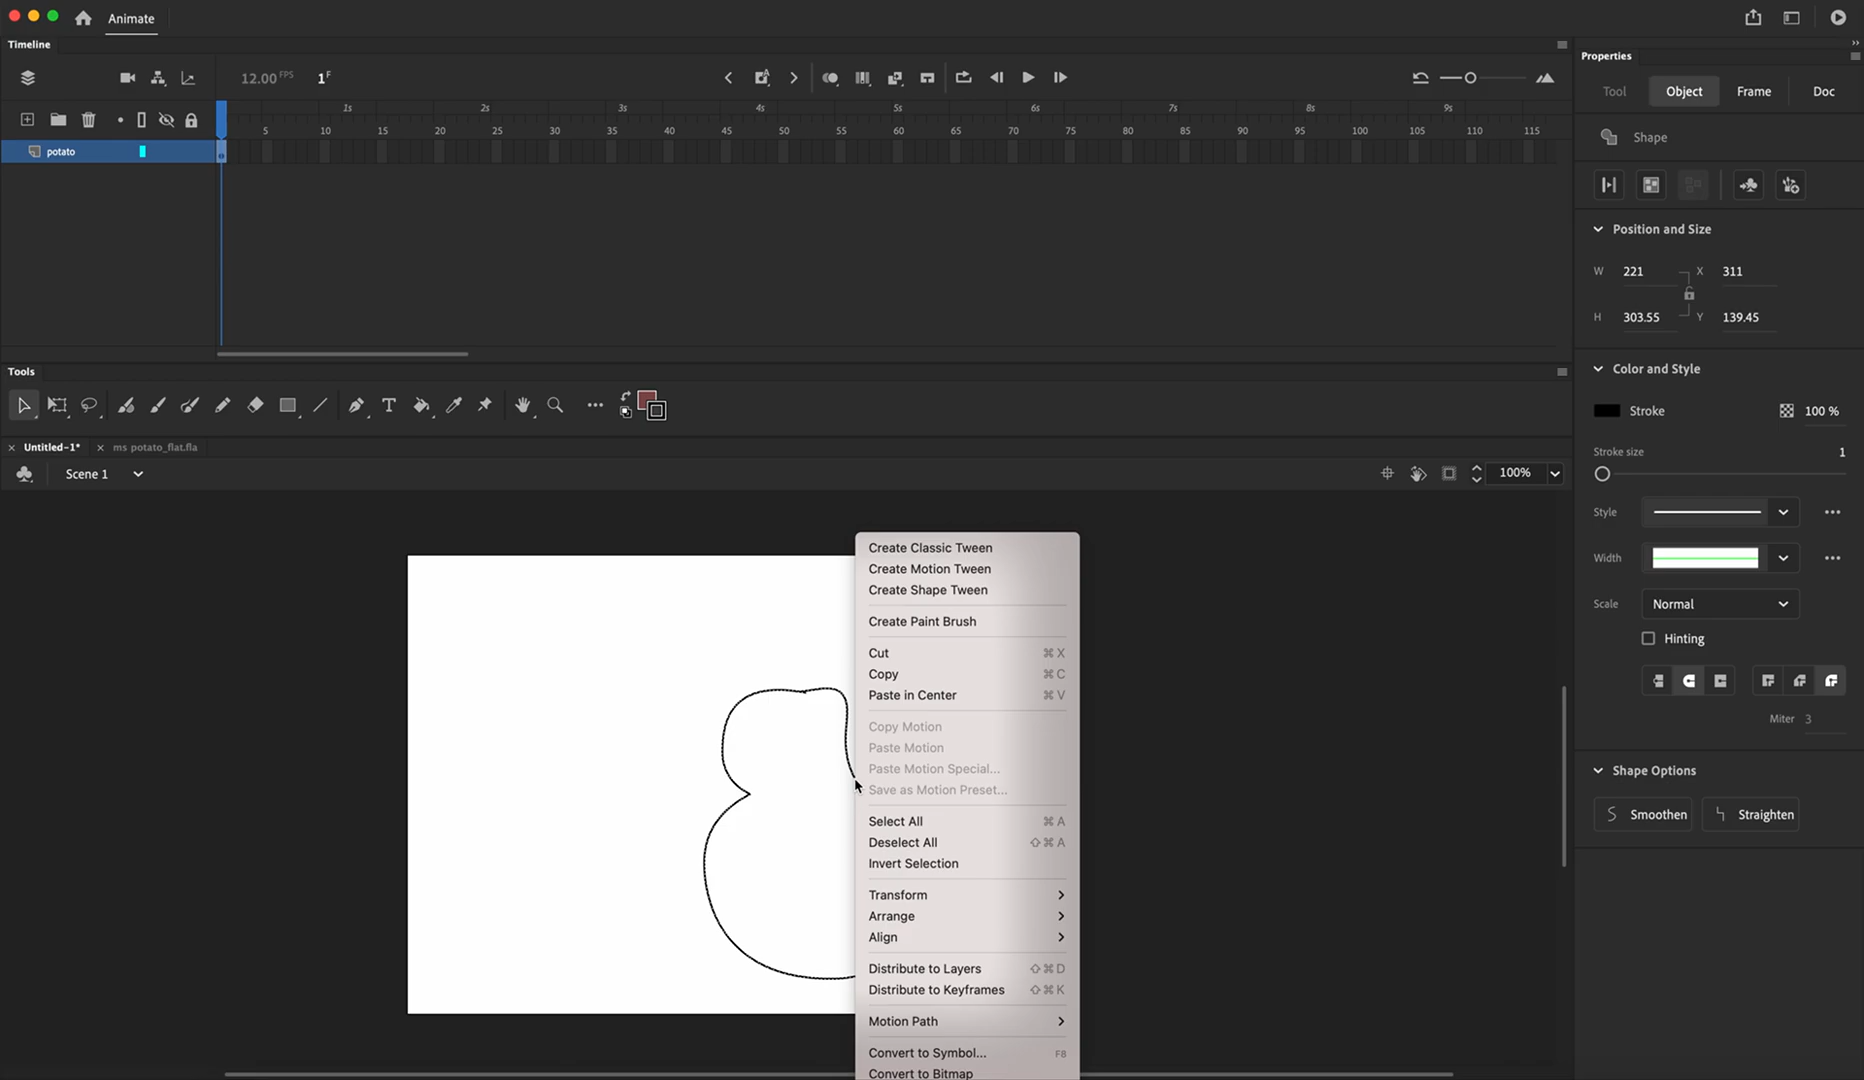 Animate
Timeline
12.00 FPS 1F
1s 2s 3s 4s 5s 6s 7s 8s 9s
5 10 15 20 25 30 35 40 45 50 55 60 65 70 75 80 85 90 95 100 105 110 115
potato
Tools
Untitled-1* ms potato_flat.fla
Scene 1
100%
Create Classic Tween
Create Motion Tween
Create Shape Tween
Create Paint Brush
Cut ⌘ X
Copy ⌘ C
Paste in Center ⌘ V
Copy Motion
Paste Motion
Paste Motion Special...
Save as Motion Preset...
Select All ⌘ A
Deselect All ⇧ ⌘ A
Invert Selection
Transform
Arrange
Align
Distribute to Layers ⇧ ⌘ D
Distribute to Keyframes ⇧ ⌘ K
Motion Path
Convert to Symbol... F8
Convert to Bitmap
Properties
Tool Object Frame Doc
Shape
Position and Size
W 221 X 311
H 303.55 Y 139.45
Color and Style
Stroke 100 %
Stroke size 1
Style
Width
Scale Normal
Hinting
Miter 3
Shape Options
Smoothen Straighten